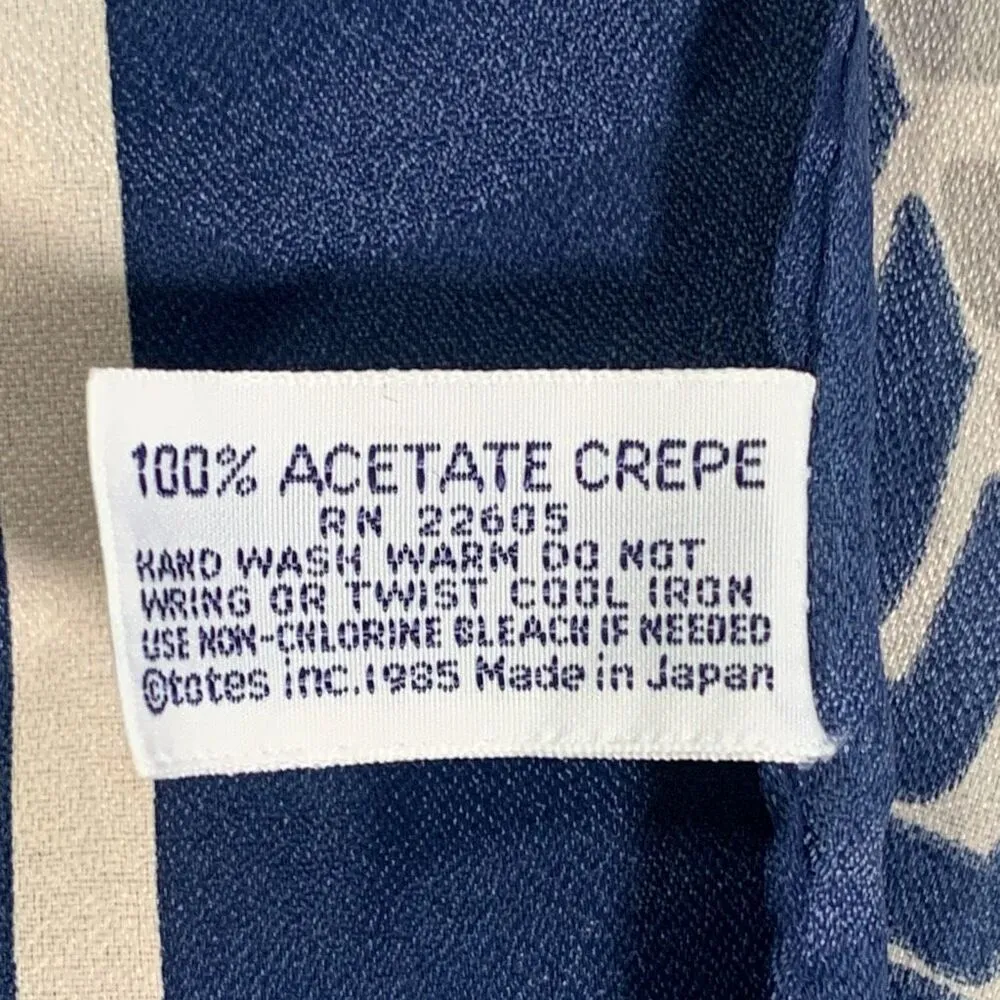 100% ACETATE CREPE
RN 22605
HAND WASH WARM DO NOT
WRING OR TWIST COOL IRON
USE NON-CHLORINE BLEACH IF NEEDED
©totes inc. 1985 Made in Japan